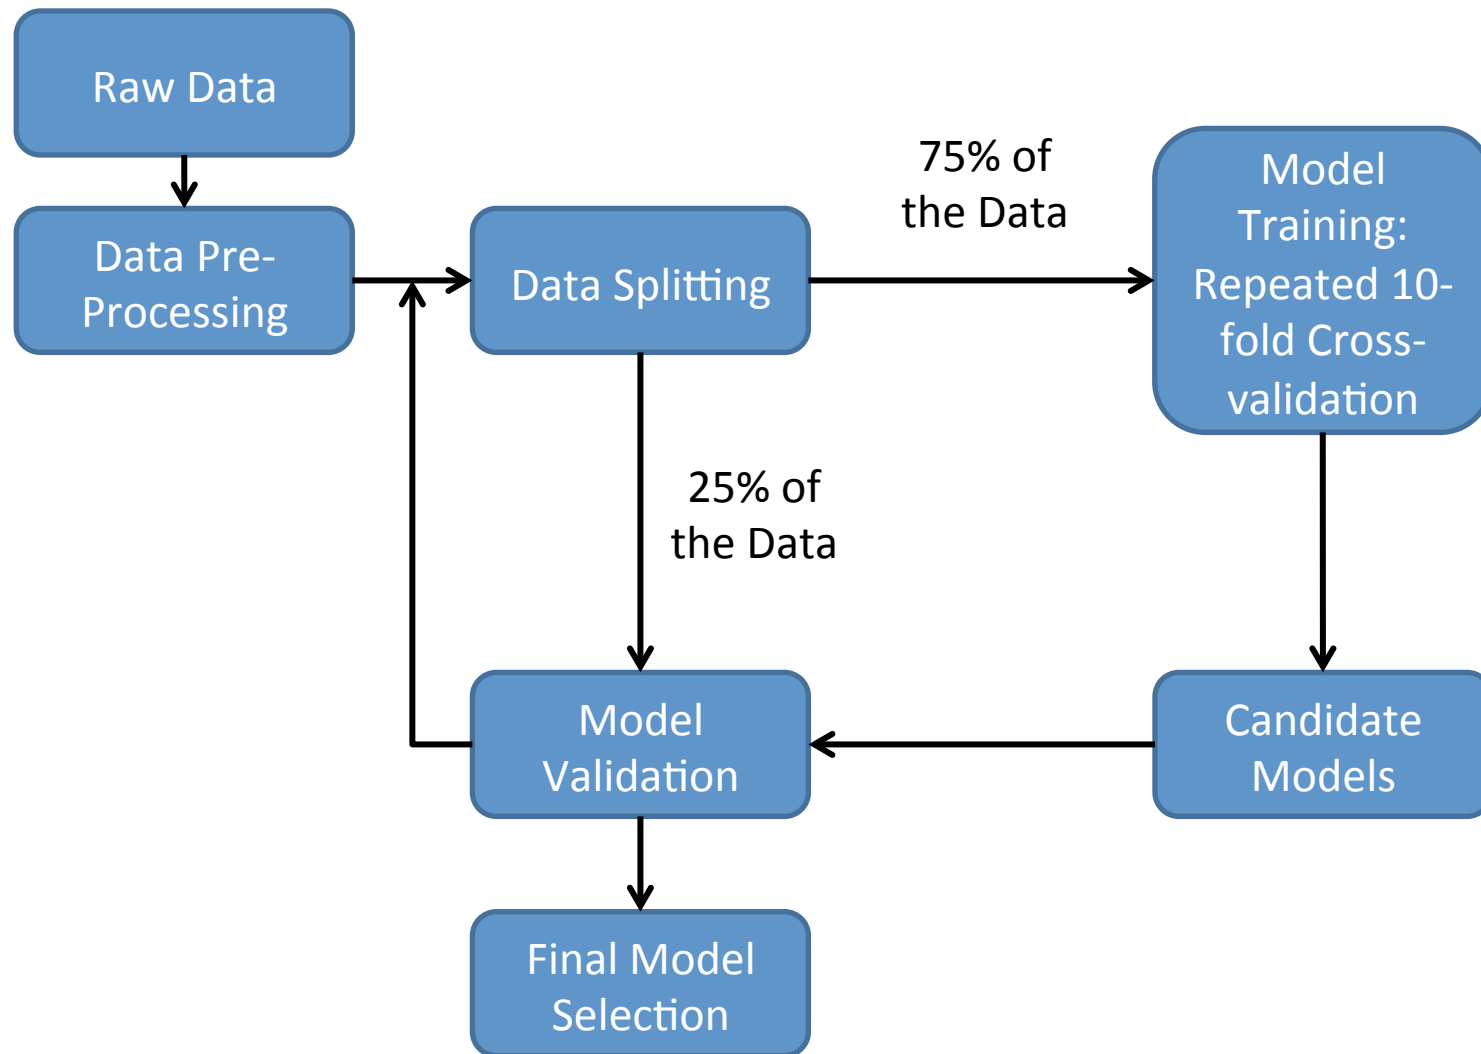 Raw Data
Data Pre-
Processing
Data Splitting
75% of
the Data
Model
Training:
Repeated 10-
fold Cross-
validation
25% of
the Data
Model
Validation
Candidate
Models
Final Model
Selection